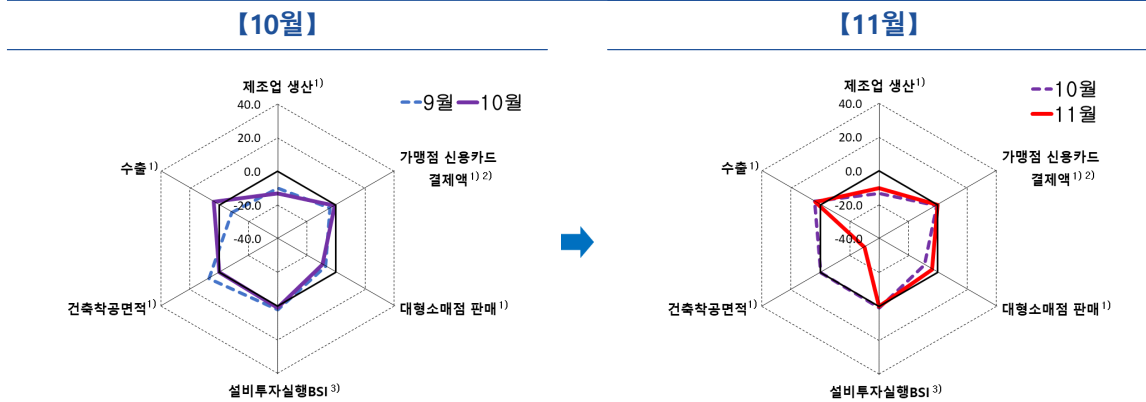 【10월】
제조업 생산1)
9월 10월
40.0
20.0
0.0
-20.0
-40.0
가맹점 신용카드
결제액1) 2)
수출1)
대형소매점 판매1)
건축착공면적1)
설비투자실행BSI3)
【11월】
제조업 생산1)
10월
11월
40.0
20.0
0.0
-20.0
-40.0
가맹점 신용카드
결제액1) 2)
수출1)
대형소매점 판매1)
건축착공면적1)
설비투자실행BSI3)